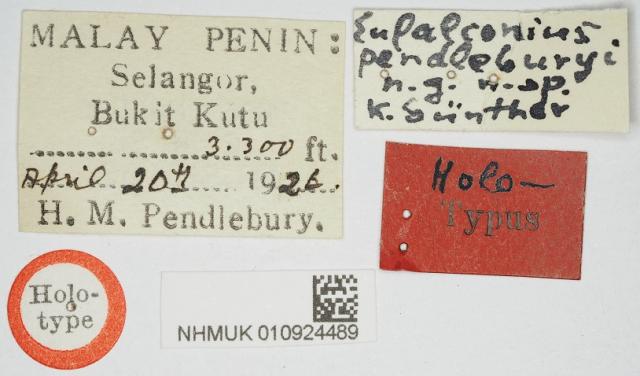 MALAY PENIN:
Selangor,
Bukit Kutu
3.300 ft.
April 20th 1926.
H. M. Pendlebury.
Eufalconius
pendleburyi
n.g. n.sp.
K. Günther
Holo-
Typus
Holo-
type
NHMUK 010924489